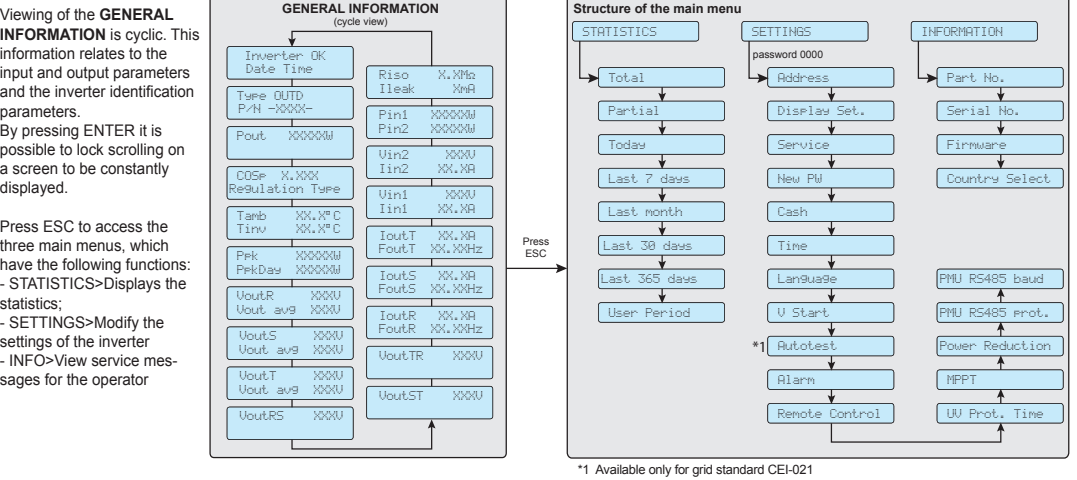 Viewing of the GENERAL
INFORMATION is cyclic. This
information relates to the
input and output parameters
and the inverter identification
parameters.
By pressing ENTER it is
possible to lock scrolling on
a screen to be constantly
displayed.
Press ESC to access the
three main menus, which
have the following functions:
- STATISTICS>Displays the
statistics;
- SETTINGS>Modify the
settings of the inverter
- INFO>View service mes-
sages for the operator
GENERAL INFORMATION
(cycle view)
Inverter OK
Date Time
Type OUTD
P/N -XXXX-
Pout XXXXXW
COSφ X.XXX
Regulation Type
Tamb XX.X°C
Tinv XX.X°C
Ppk XXXXXW
PpkDay XXXXXW
VoutR XXXV
Vout avg XXXV
VoutS XXXV
Vout avg XXXV
VoutT XXXV
Vout avg XXXV
VoutRS XXXV
Riso X.XMΩ
Ileak XmA
Pin1 XXXXXW
Pin2 XXXXXW
Vin2 XXXV
Iin2 XX.XA
Vin1 XXXV
Iin1 XX.XA
IoutT XX.XA
FoutT XX.XXHz
IoutS XX.XA
FoutS XX.XXHz
IoutR XX.XA
FoutR XX.XXHz
VoutTR XXXV
VoutST XXXV
Press
ESC
Structure of the main menu
STATISTICS
Total
Partial
Today
Last 7 days
Last month
Last 30 days
Last 365 days
User Period
SETTINGS
password 0000
Address
Display Set.
Service
New PW
Cash
Time
Language
V Start
*1 Autotest
Alarm
Remote Control
UV Prot. Time
MPPT
Power Reduction
PMU RS485 prot.
PMU RS485 baud
INFORMATION
Part No.
Serial No.
Firmware
Country Select
*1 Available only for grid standard CEI-021